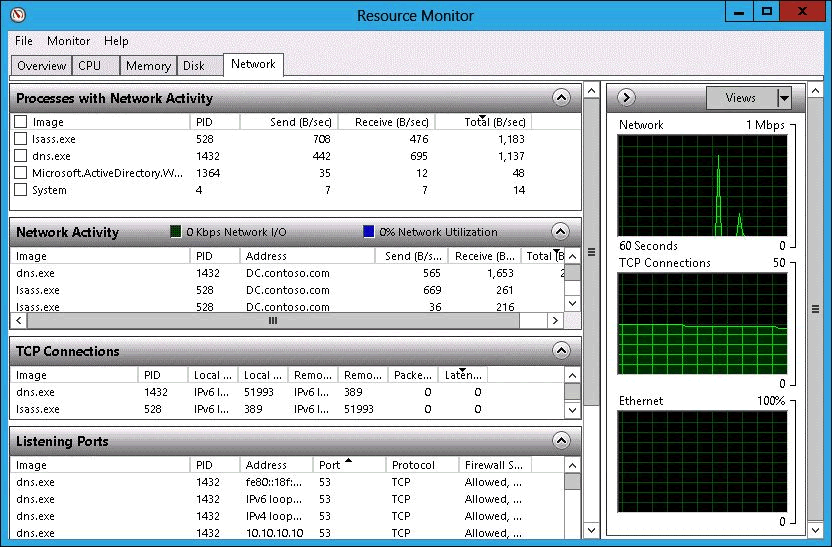 Resource Monitor
File Monitor Help
Overview CPU Memory Disk Network
Processes with Network Activity
Image PID Send (B/sec) Receive (B/sec) Total (B/sec)
lsass.exe 528 708 476 1,183
dns.exe 1432 442 695 1,137
Microsoft.ActiveDirectory.W... 1364 35 12 48
System 4 7 7 14
Network Activity 0 Kbps Network I/O 0% Network Utilization
Image PID Address Send (B/s... Receive (B... Total (B
dns.exe 1432 DC.contoso.com 565 1,653 2
lsass.exe 528 DC.contoso.com 669 261
lsass.exe 528 DC.contoso.com 36 216
TCP Connections
Image PID Local ... Local ... Remo... Remo... Packe... Laten...
dns.exe 1432 IPv6 l... 51993 IPv6 l... 389 0 0
lsass.exe 528 IPv6 l... 389 IPv6 l... 51993 0 0
Listening Ports
Image PID Address Port Protocol Firewall S...
dns.exe 1432 fe80::18f:... 53 TCP Allowed, ...
dns.exe 1432 IPv6 loop... 53 TCP Allowed, ...
dns.exe 1432 IPv4 loop... 53 TCP Allowed, ...
dns.exe 1432 10.10.10.10 53 TCP Allowed, ...
Views
Network 1 Mbps
60 Seconds 0
TCP Connections 50
0
Ethernet 100%
0